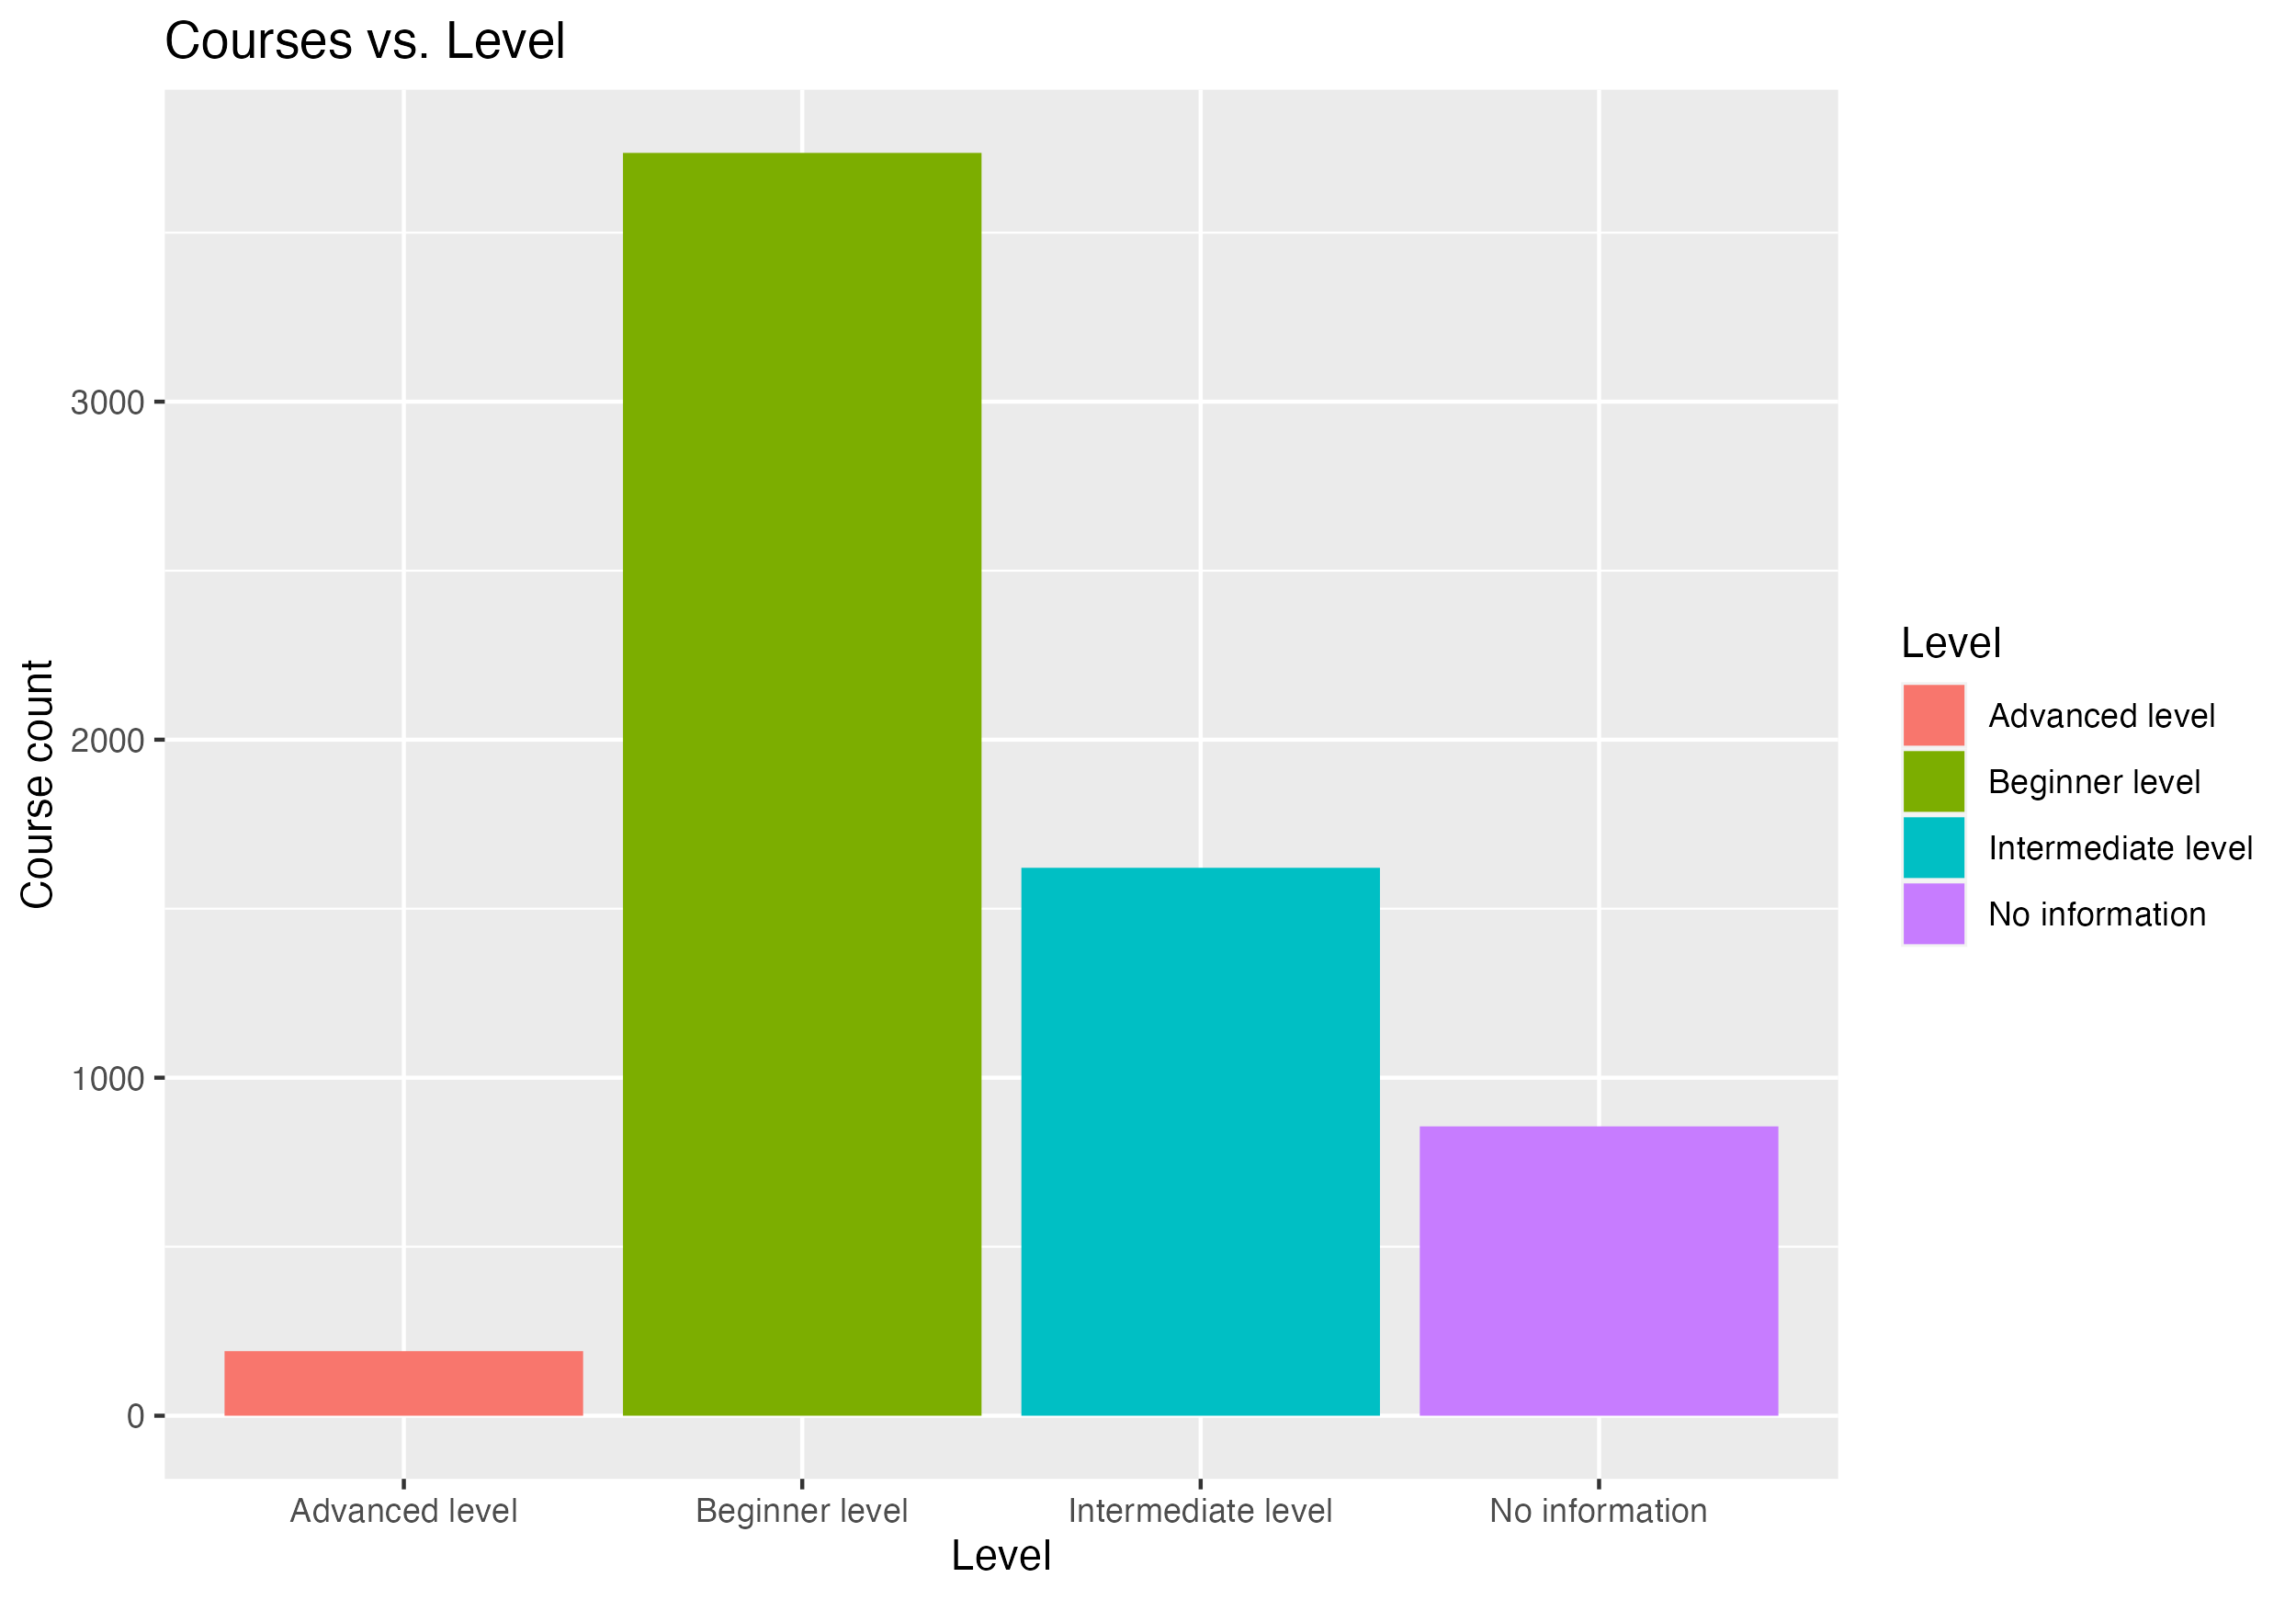 Courses vs. Level
Course count
3000
2000
1000
0
Advanced level
Beginner level
Intermediate level
No information
Level
Level
Advanced level
Beginner level
Intermediate level
No information